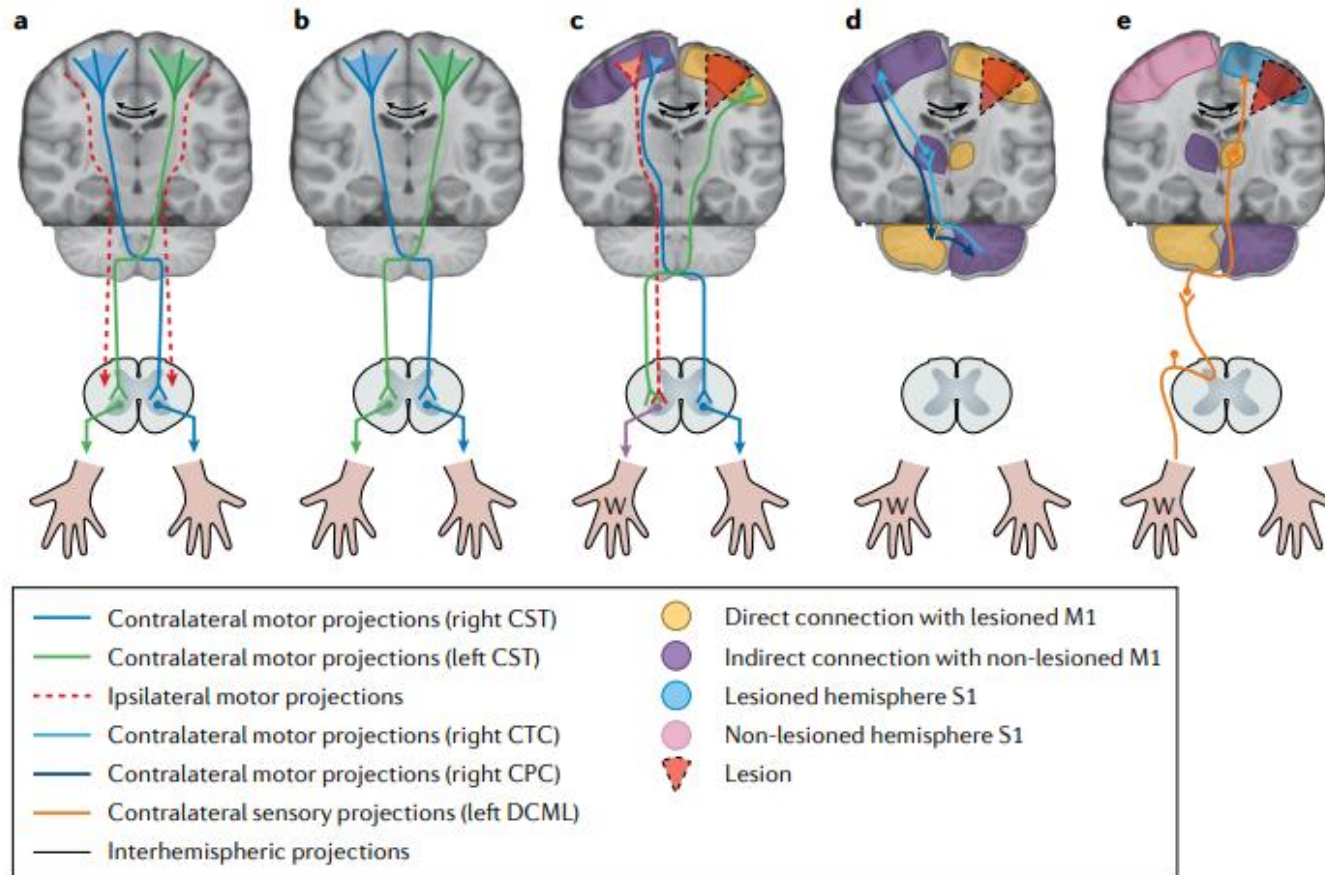 a
b
c
d
e
W
W
W
Contralateral motor projections (right CST)
Contralateral motor projections (left CST)
Ipsilateral motor projections
Contralateral motor projections (right CTC)
Contralateral motor projections (right CPC)
Contralateral sensory projections (left DCML)
Interhemispheric projections
Direct connection with lesioned M1
Indirect connection with non-lesioned M1
Lesioned hemisphere S1
Non-lesioned hemisphere S1
Lesion